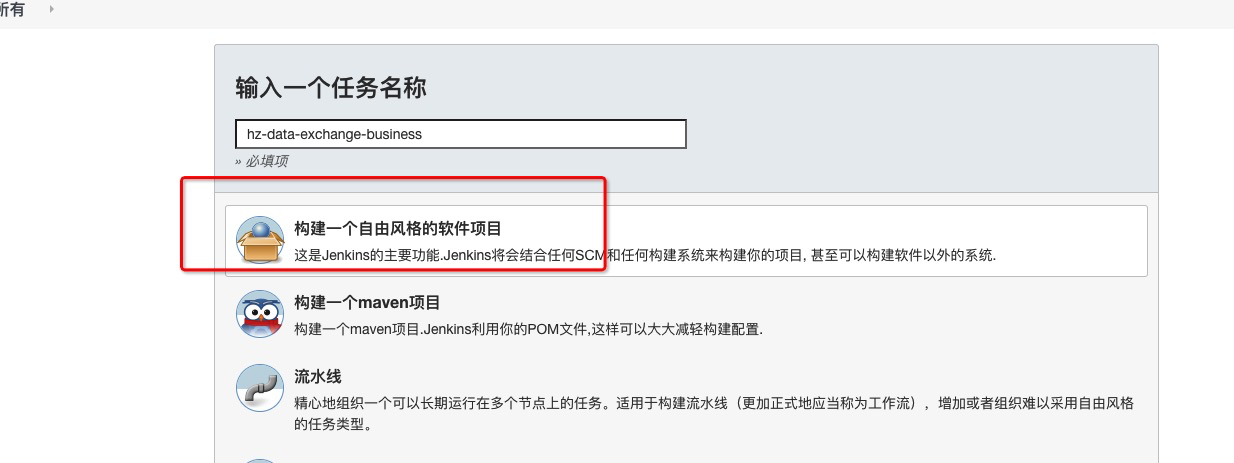 所有
输入一个任务名称
hz-data-exchange-business
» 必填项
构建一个自由风格的软件项目
这是Jenkins的主要功能.Jenkins将会结合任何SCM和任何构建系统来构建你的项目, 甚至可以构建软件以外的系统.
构建一个maven项目
构建一个maven项目.Jenkins利用你的POM文件,这样可以大大减轻构建配置.
流水线
精心地组织一个可以长期运行在多个节点上的任务。适用于构建流水线（更加正式地应当称为工作流），增加或者组织难以采用自由风格
的任务类型。